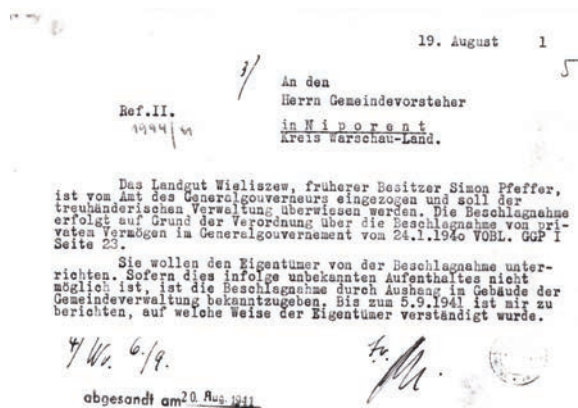 19. August 1
5
3/
An den
Herrn Gemeindevorsteher
Ref.II.
1944/41
in Niporent
Kreis Warschau-Land.
Das Landgut Wieliszew, früherer Besitzer Simon Pfeffer,
ist vom Amt des Generalgouverneurs eingezogen und soll der
treuhänderischen Verwaltung überwiesen werden. Die Beschlagnahme
erfolgt auf Grund der Verordnung über die Beschlagnahme von pri-
vatem Vermögen im Generalgouvernement vom 24.1.1940 VOBL. GGP I
Seite 23.
Sie wollen den Eigentümer von der Beschlagnahme unter-
richten. Sofern dies infolge unbekannten Aufenthaltes nicht
möglich ist, ist die Beschlagnahme durch Aushang im Gebäude der
Gemeindeverwaltung bekanntzugeben. Bis zum 5.9.1941 ist mir zu
berichten, auf welche Weise der Eigentümer verständigt wurde.
4/ Wv. 6/9.
abgesandt am 20. Aug. 1941